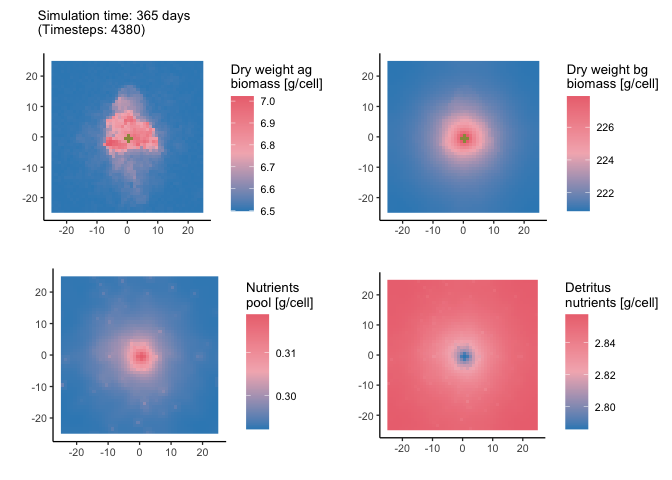 Simulation time: 365 days
(Timesteps: 4380)
Dry weight ag
biomass [g/cell]
20
10
0
-10
-20
-20 -10 0 10 20
7.0
6.9
6.8
6.7
6.6
6.5
Dry weight bg
biomass [g/cell]
20
10
0
-10
-20
-20 -10 0 10 20
226
224
222
Nutrients
pool [g/cell]
20
10
0
-10
-20
-20 -10 0 10 20
0.31
0.30
Detritus
nutrients [g/cell]
20
10
0
-10
-20
-20 -10 0 10 20
2.84
2.82
2.80